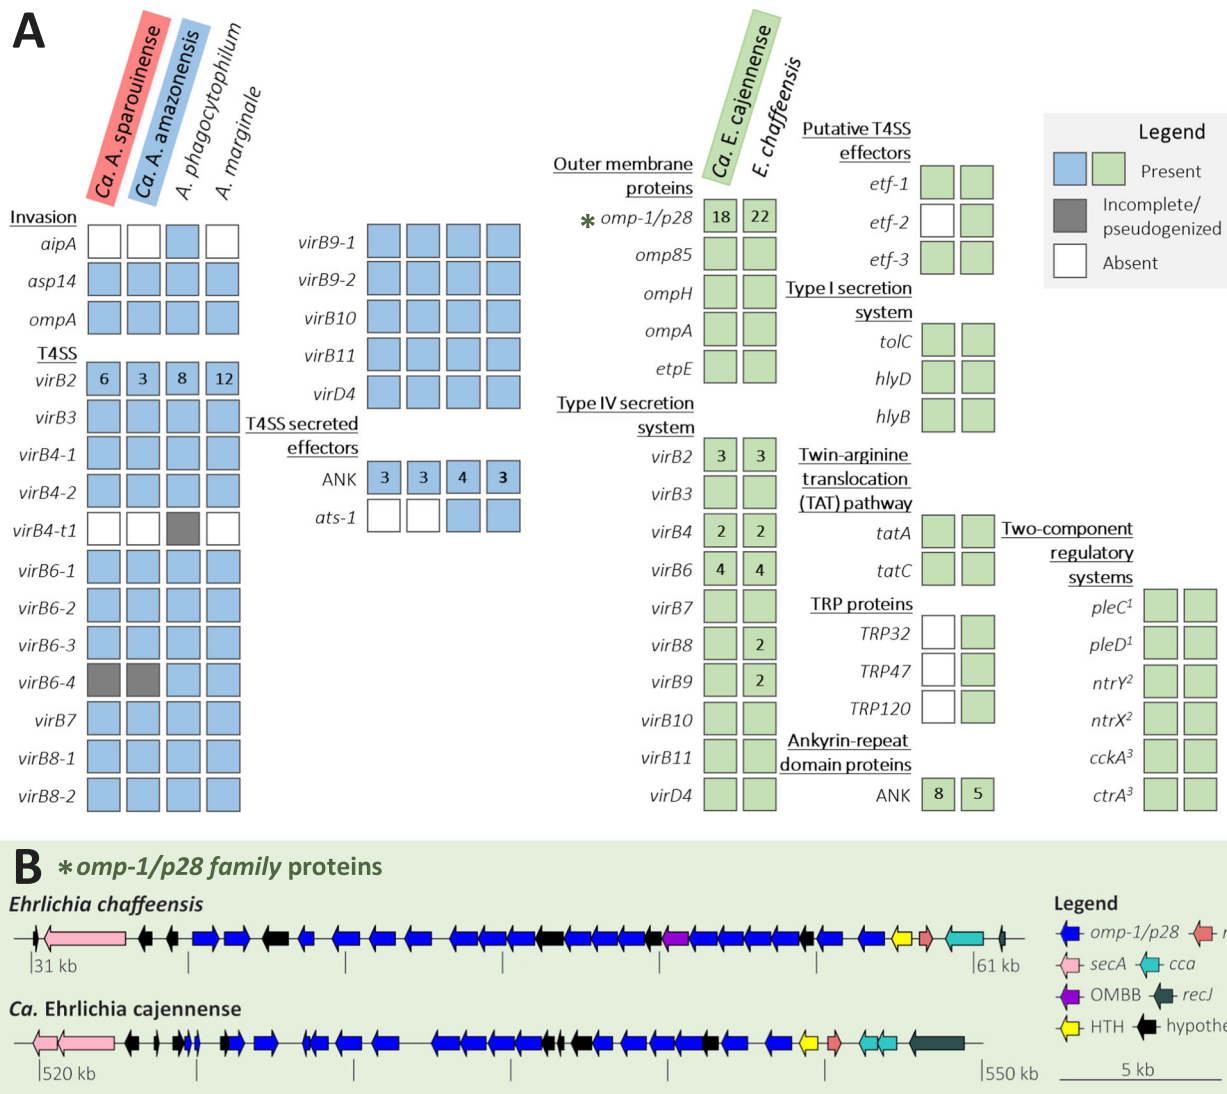 A
Ca. A. sparouinense
Ca. A. amazonensis
A. phagocytophilum
A. marginale
Invasion
aipA
asp14
ompA
T4SS
virB2 6 3 8 12
virB3
virB4-1
virB4-2
virB4-t1
virB6-1
virB6-2
virB6-3
virB6-4
virB7
virB8-1
virB8-2
virB9-1
virB9-2
virB10
virB11
virD4
T4SS secreted
effectors
ANK 3 3 4 3
ats-1
Ca. E. cajennense
E. chaffeensis
Outer membrane
proteins
* omp-1/p28 18 22
omp85
ompH
ompA
etpE
Type IV secretion
system
virB2 3 3
virB3
virB4 2 2
virB6 4 4
virB7
virB8 2
virB9 2
virB10
virB11
virD4
Putative T4SS
effectors
etf-1
etf-2
etf-3
Type I secretion
system
tolC
hlyD
hlyB
Twin-arginine
translocation
(TAT) pathway
tatA
tatC
TRP proteins
TRP32
TRP47
TRP120
Ankyrin-repeat
domain proteins
ANK 8 5
Two-component
regulatory
systems
pleC¹
pleD¹
ntrY²
ntrX²
cckA³
ctrA³
Legend
Present
Incomplete/
pseudogenized
Absent
B *omp-1/p28 family proteins
Ehrlichia chaffeensis
31 kb 61 kb
Ca. Ehrlichia cajennense
520 kb 550 kb
Legend
omp-1/p28 r
secA cca
OMBB recJ
HTH hypothe
5 kb